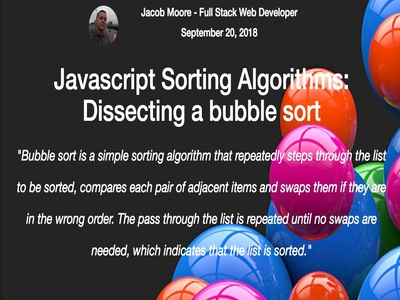 Jacob Moore - Full Stack Web Developer
September 20, 2018
Javascript Sorting Algorithms:
Dissecting a bubble sort
"Bubble sort is a simple sorting algorithm that repeatedly steps through the list
to be sorted, compares each pair of adjacent items and swaps them if they are
in the wrong order. The pass through the list is repeated until no swaps are
needed, which indicates that the list is sorted."